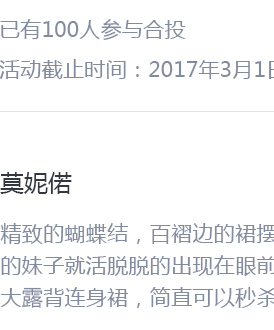 已有100人参与合投
活动截止时间：2017年3月1日
莫妮偌
精致的蝴蝶结，百褶边的裙摆
的妹子就活脱脱的出现在眼前
大露背连身裙，简直可以秒杀